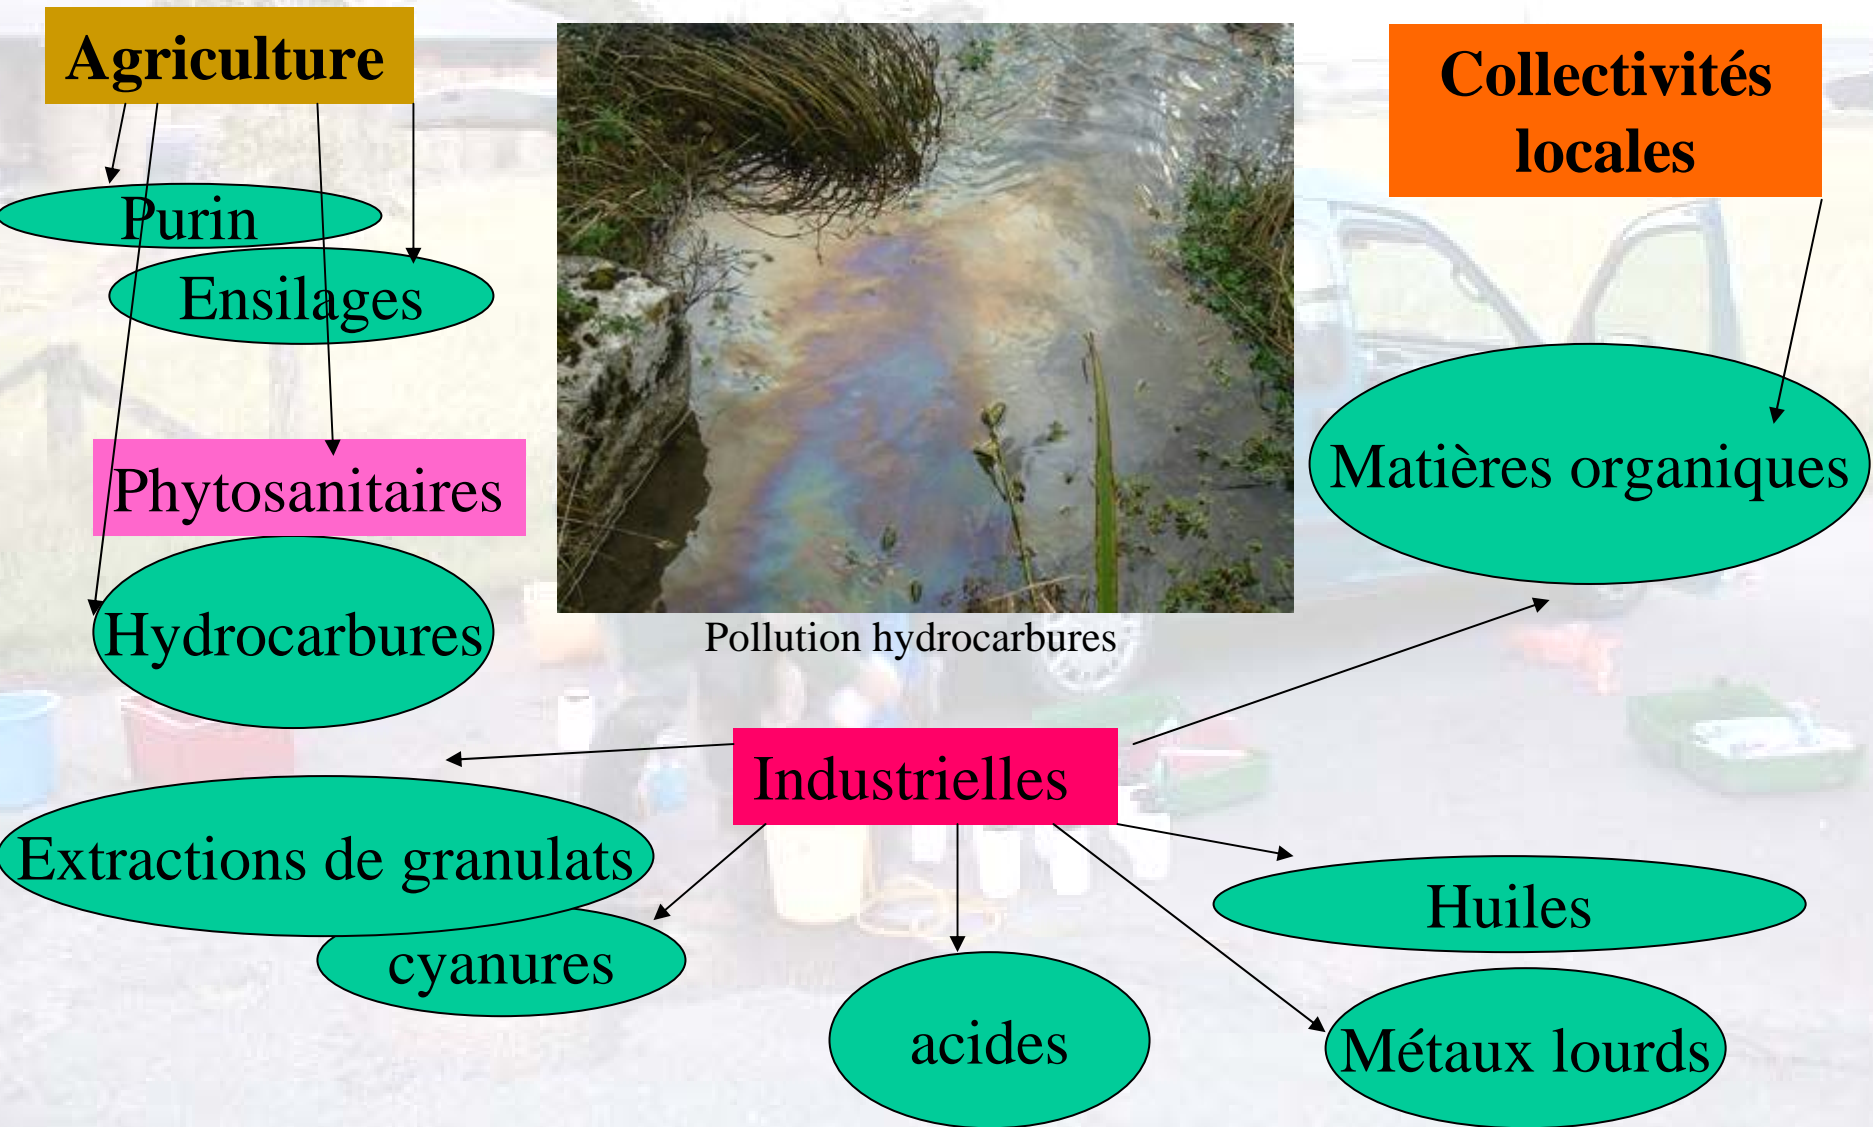 Agriculture
Collectivités
locales
Purin
Ensilages
Phytosanitaires
Matières organiques
Hydrocarbures
Pollution hydrocarbures
Industrielles
Extractions de granulats
Huiles
cyanures
acides
Métaux lourds